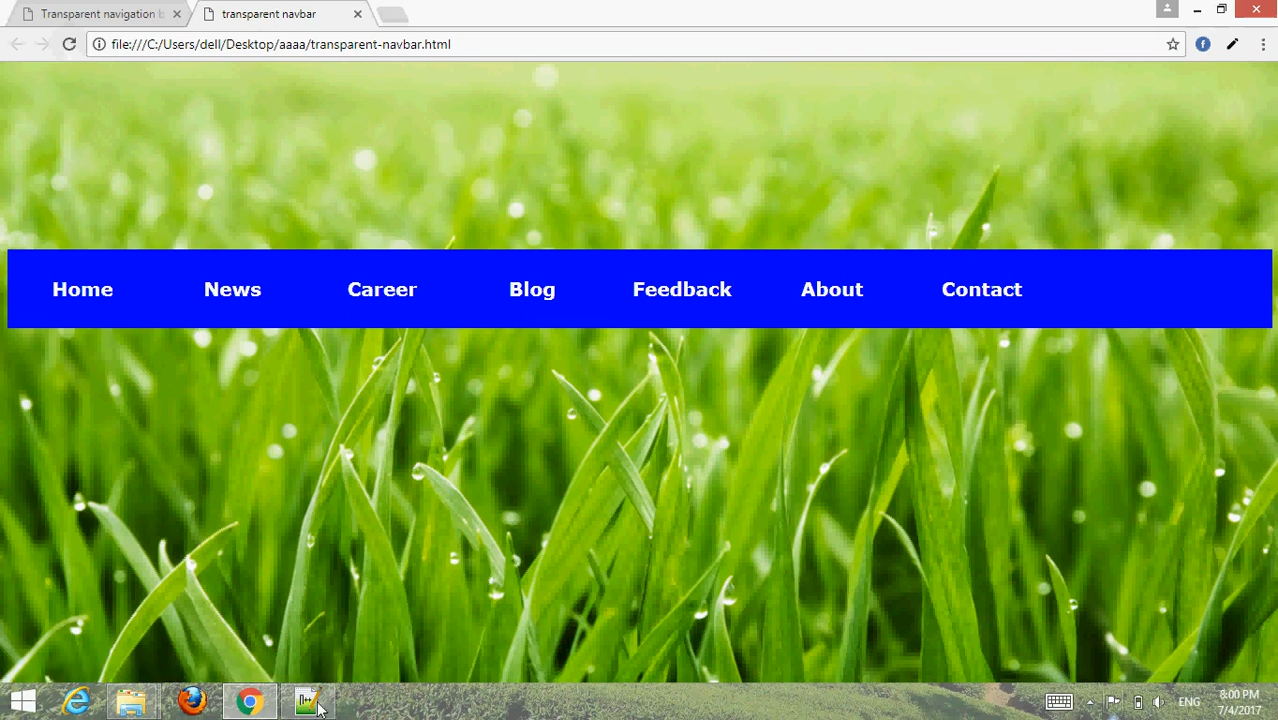 Transparent navigation b
transparent navbar
file:///C:/Users/dell/Desktop/aaaa/transparent-navbar.html
Home News Career Blog Feedback About Contact
ENG
8:00 PM
7/4/2017